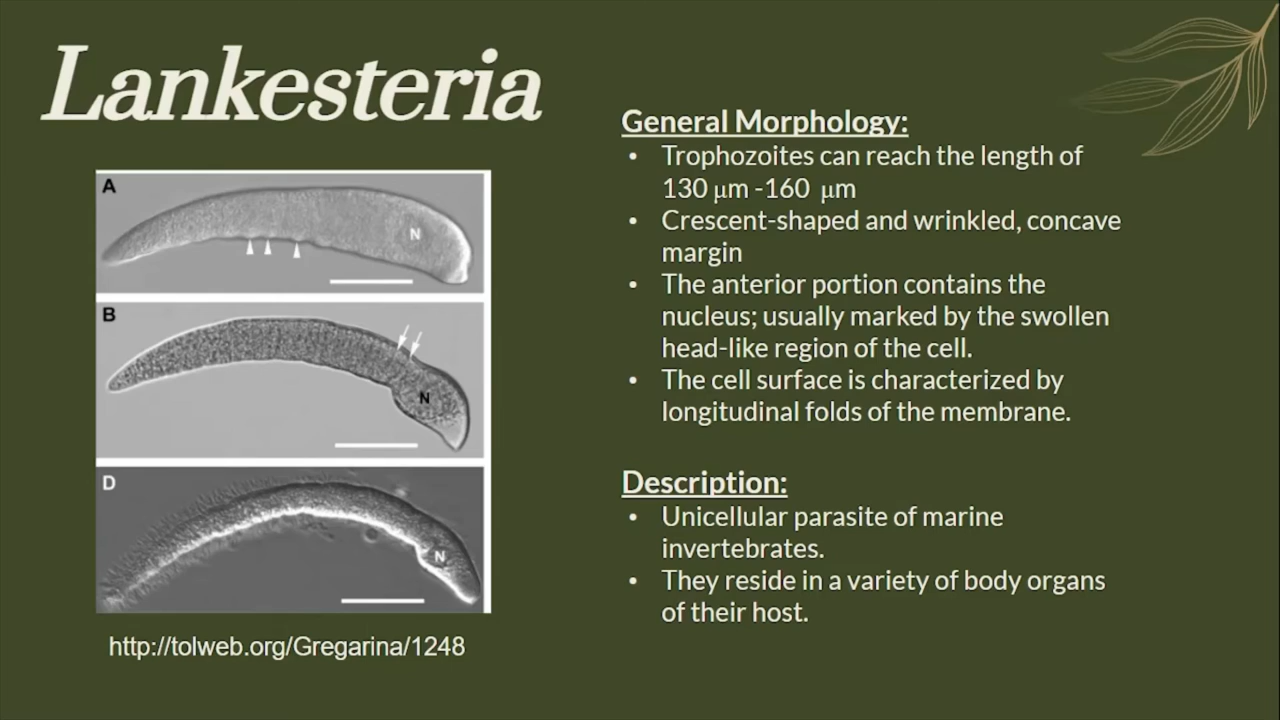 Lankesteria
A
N
B
N
D
N
http://tolweb.org/Gregarina/1248
General Morphology:
• Trophozoites can reach the length of
130 μm -160 μm
• Crescent-shaped and wrinkled, concave
margin
• The anterior portion contains the
nucleus; usually marked by the swollen
head-like region of the cell.
• The cell surface is characterized by
longitudinal folds of the membrane.
Description:
• Unicellular parasite of marine
invertebrates.
• They reside in a variety of body organs
of their host.